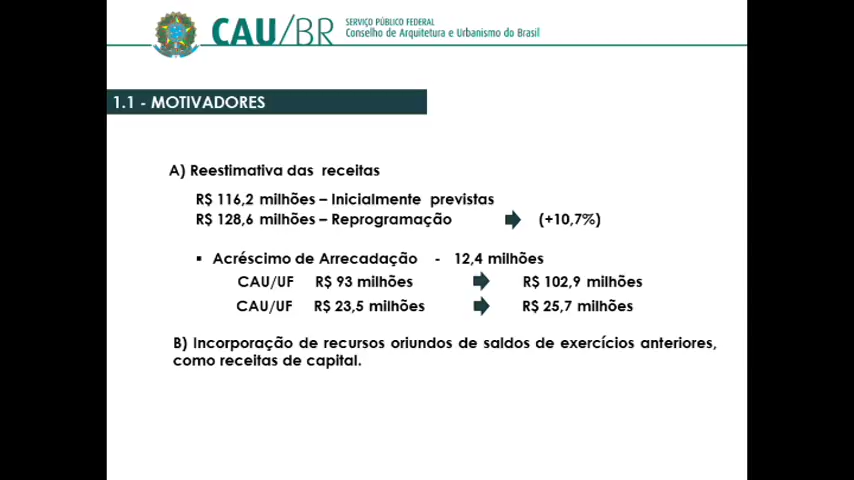 CAU/BR
SERVIÇO PÚBLICO FEDERAL
Conselho de Arquitetura e Urbanismo do Brasil
1.1 - MOTIVADORES
A) Reestimativa das receitas
R$ 116,2 milhões – Inicialmente previstas
R$ 128,6 milhões – Reprogramação (+10,7%)
▪ Acréscimo de Arrecadação - 12,4 milhões
CAU/UF R$ 93 milhões R$ 102,9 milhões
CAU/UF R$ 23,5 milhões R$ 25,7 milhões
B) Incorporação de recursos oriundos de saldos de exercícios anteriores,
como receitas de capital.